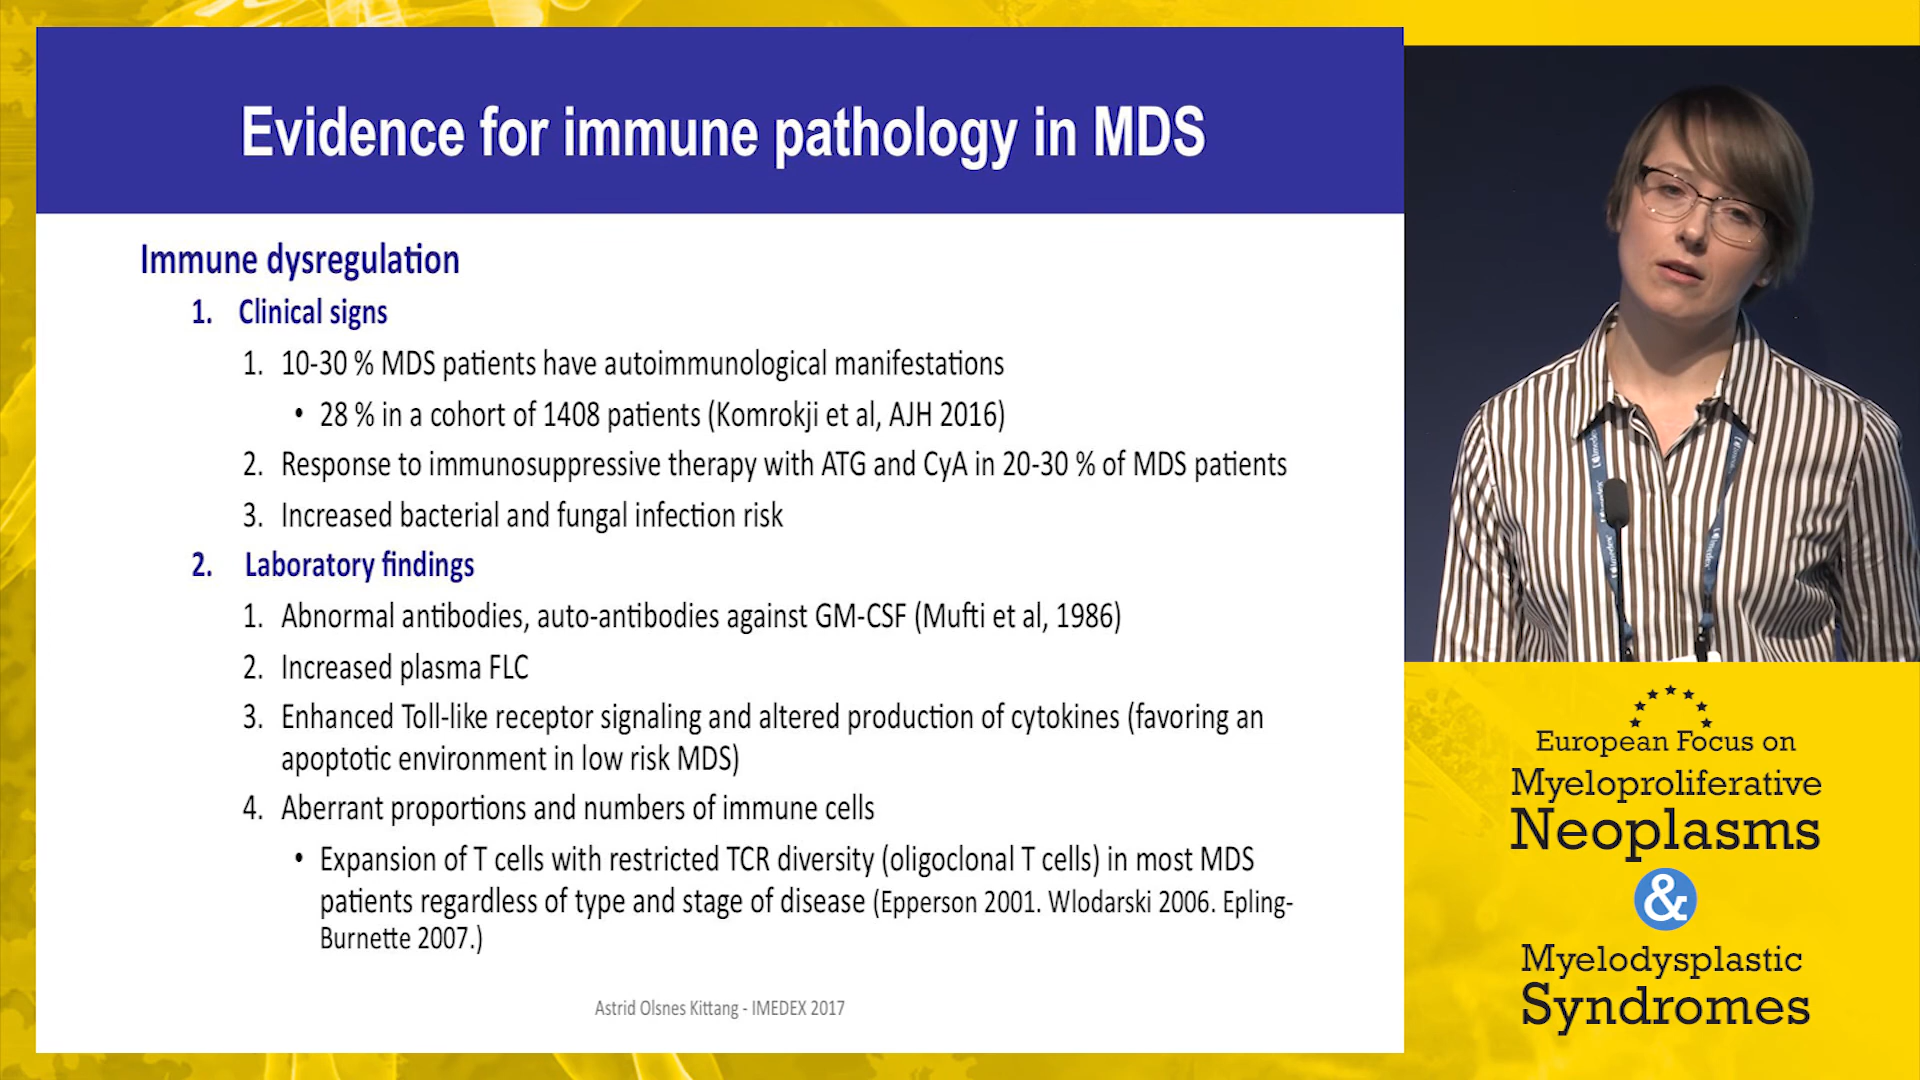 Evidence for immune pathology in MDS
Immune dysregulation
1. Clinical signs
1. 10-30 % MDS patients have autoimmunological manifestations
• 28 % in a cohort of 1408 patients (Komrokji et al, AJH 2016)
2. Response to immunosuppressive therapy with ATG and CyA in 20-30 % of MDS patients
3. Increased bacterial and fungal infection risk
2. Laboratory findings
1. Abnormal antibodies, auto-antibodies against GM-CSF (Mufti et al, 1986)
2. Increased plasma FLC
3. Enhanced Toll-like receptor signaling and altered production of cytokines (favoring an
apoptotic environment in low risk MDS)
4. Aberrant proportions and numbers of immune cells
• Expansion of T cells with restricted TCR diversity (oligoclonal T cells) in most MDS
patients regardless of type and stage of disease (Epperson 2001. Wlodarski 2006. Epling-
Burnette 2007.)
Astrid Olsnes Kittang - IMEDEX 2017
European Focus on
Myeloproliferative
Neoplasms
&
Myelodysplastic
Syndromes